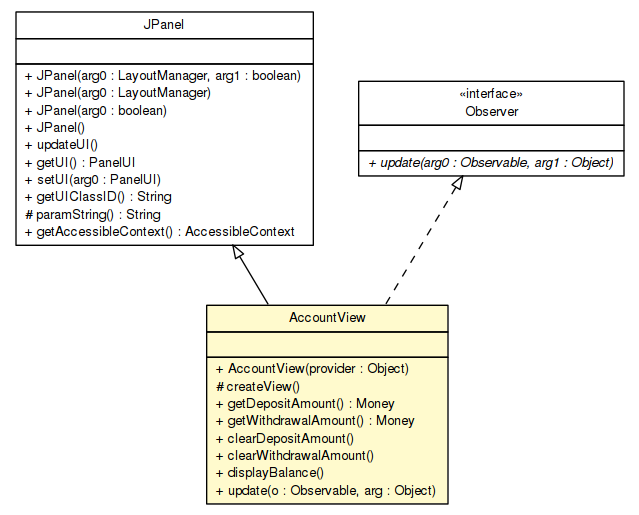 JPanel
+ JPanel(arg0 : LayoutManager, arg1 : boolean)
+ JPanel(arg0 : LayoutManager)
+ JPanel(arg0 : boolean)
+ JPanel()
+ updateUI()
+ getUI() : PanelUI
+ setUI(arg0 : PanelUI)
+ getUIClassID() : String
# paramString() : String
+ getAccessibleContext() : AccessibleContext
«interface»
Observer
+ update(arg0 : Observable, arg1 : Object)
AccountView
+ AccountView(provider : Object)
# createView()
+ getDepositAmount() : Money
+ getWithdrawalAmount() : Money
+ clearDepositAmount()
+ clearWithdrawalAmount()
+ displayBalance()
+ update(o : Observable, arg : Object)